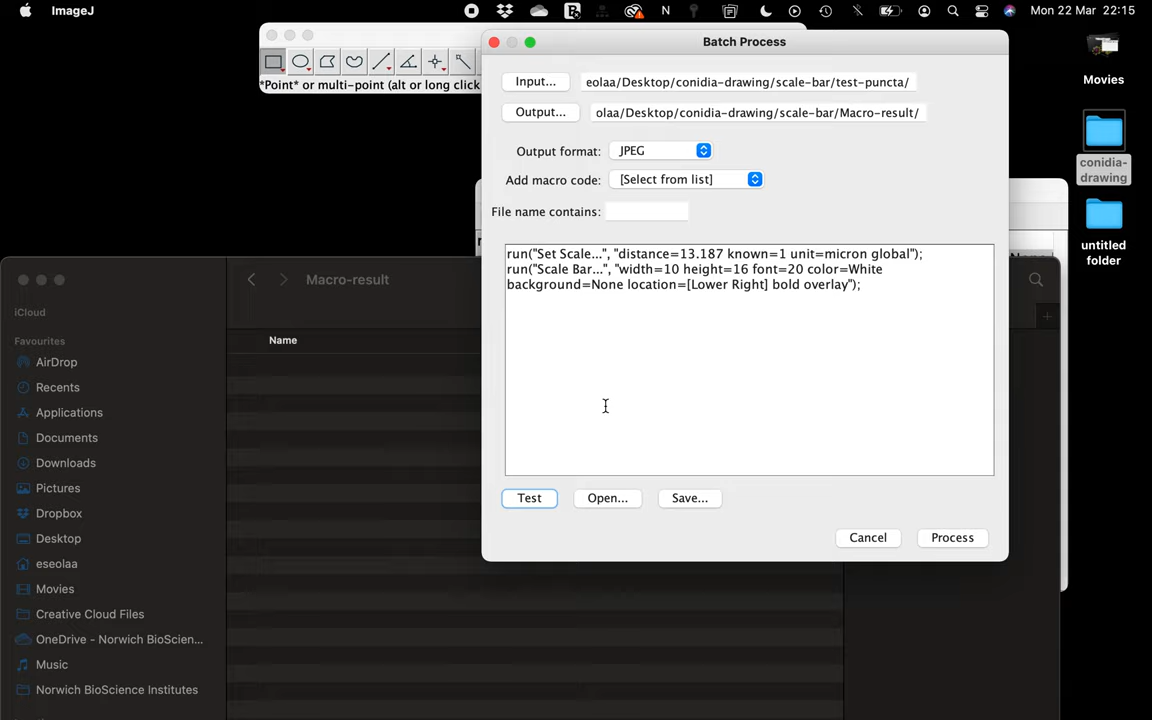 ImageJ
N
Mon 22 Mar 22:15
*Point* or multi-point (alt or long click
Batch Process
Input...
eolaa/Desktop/conidia-drawing/scale-bar/test-puncta/
Output...
olaa/Desktop/conidia-drawing/scale-bar/Macro-result/
Output format:
JPEG
Add macro code:
[Select from list]
File name contains:
run("Set Scale...", "distance=13.187 known=1 unit=micron global");
run("Scale Bar...", "width=10 height=16 font=20 color=White
background=None location=[Lower Right] bold overlay");
Test
Open...
Save...
Cancel
Process
Macro-result
Name
iCloud
Favourites
AirDrop
Recents
Applications
Documents
Downloads
Pictures
Dropbox
Desktop
eseolaa
Movies
Creative Cloud Files
OneDrive - Norwich BioScien...
Music
Norwich BioScience Institutes
Movies
conidia-
drawing
untitled
folder